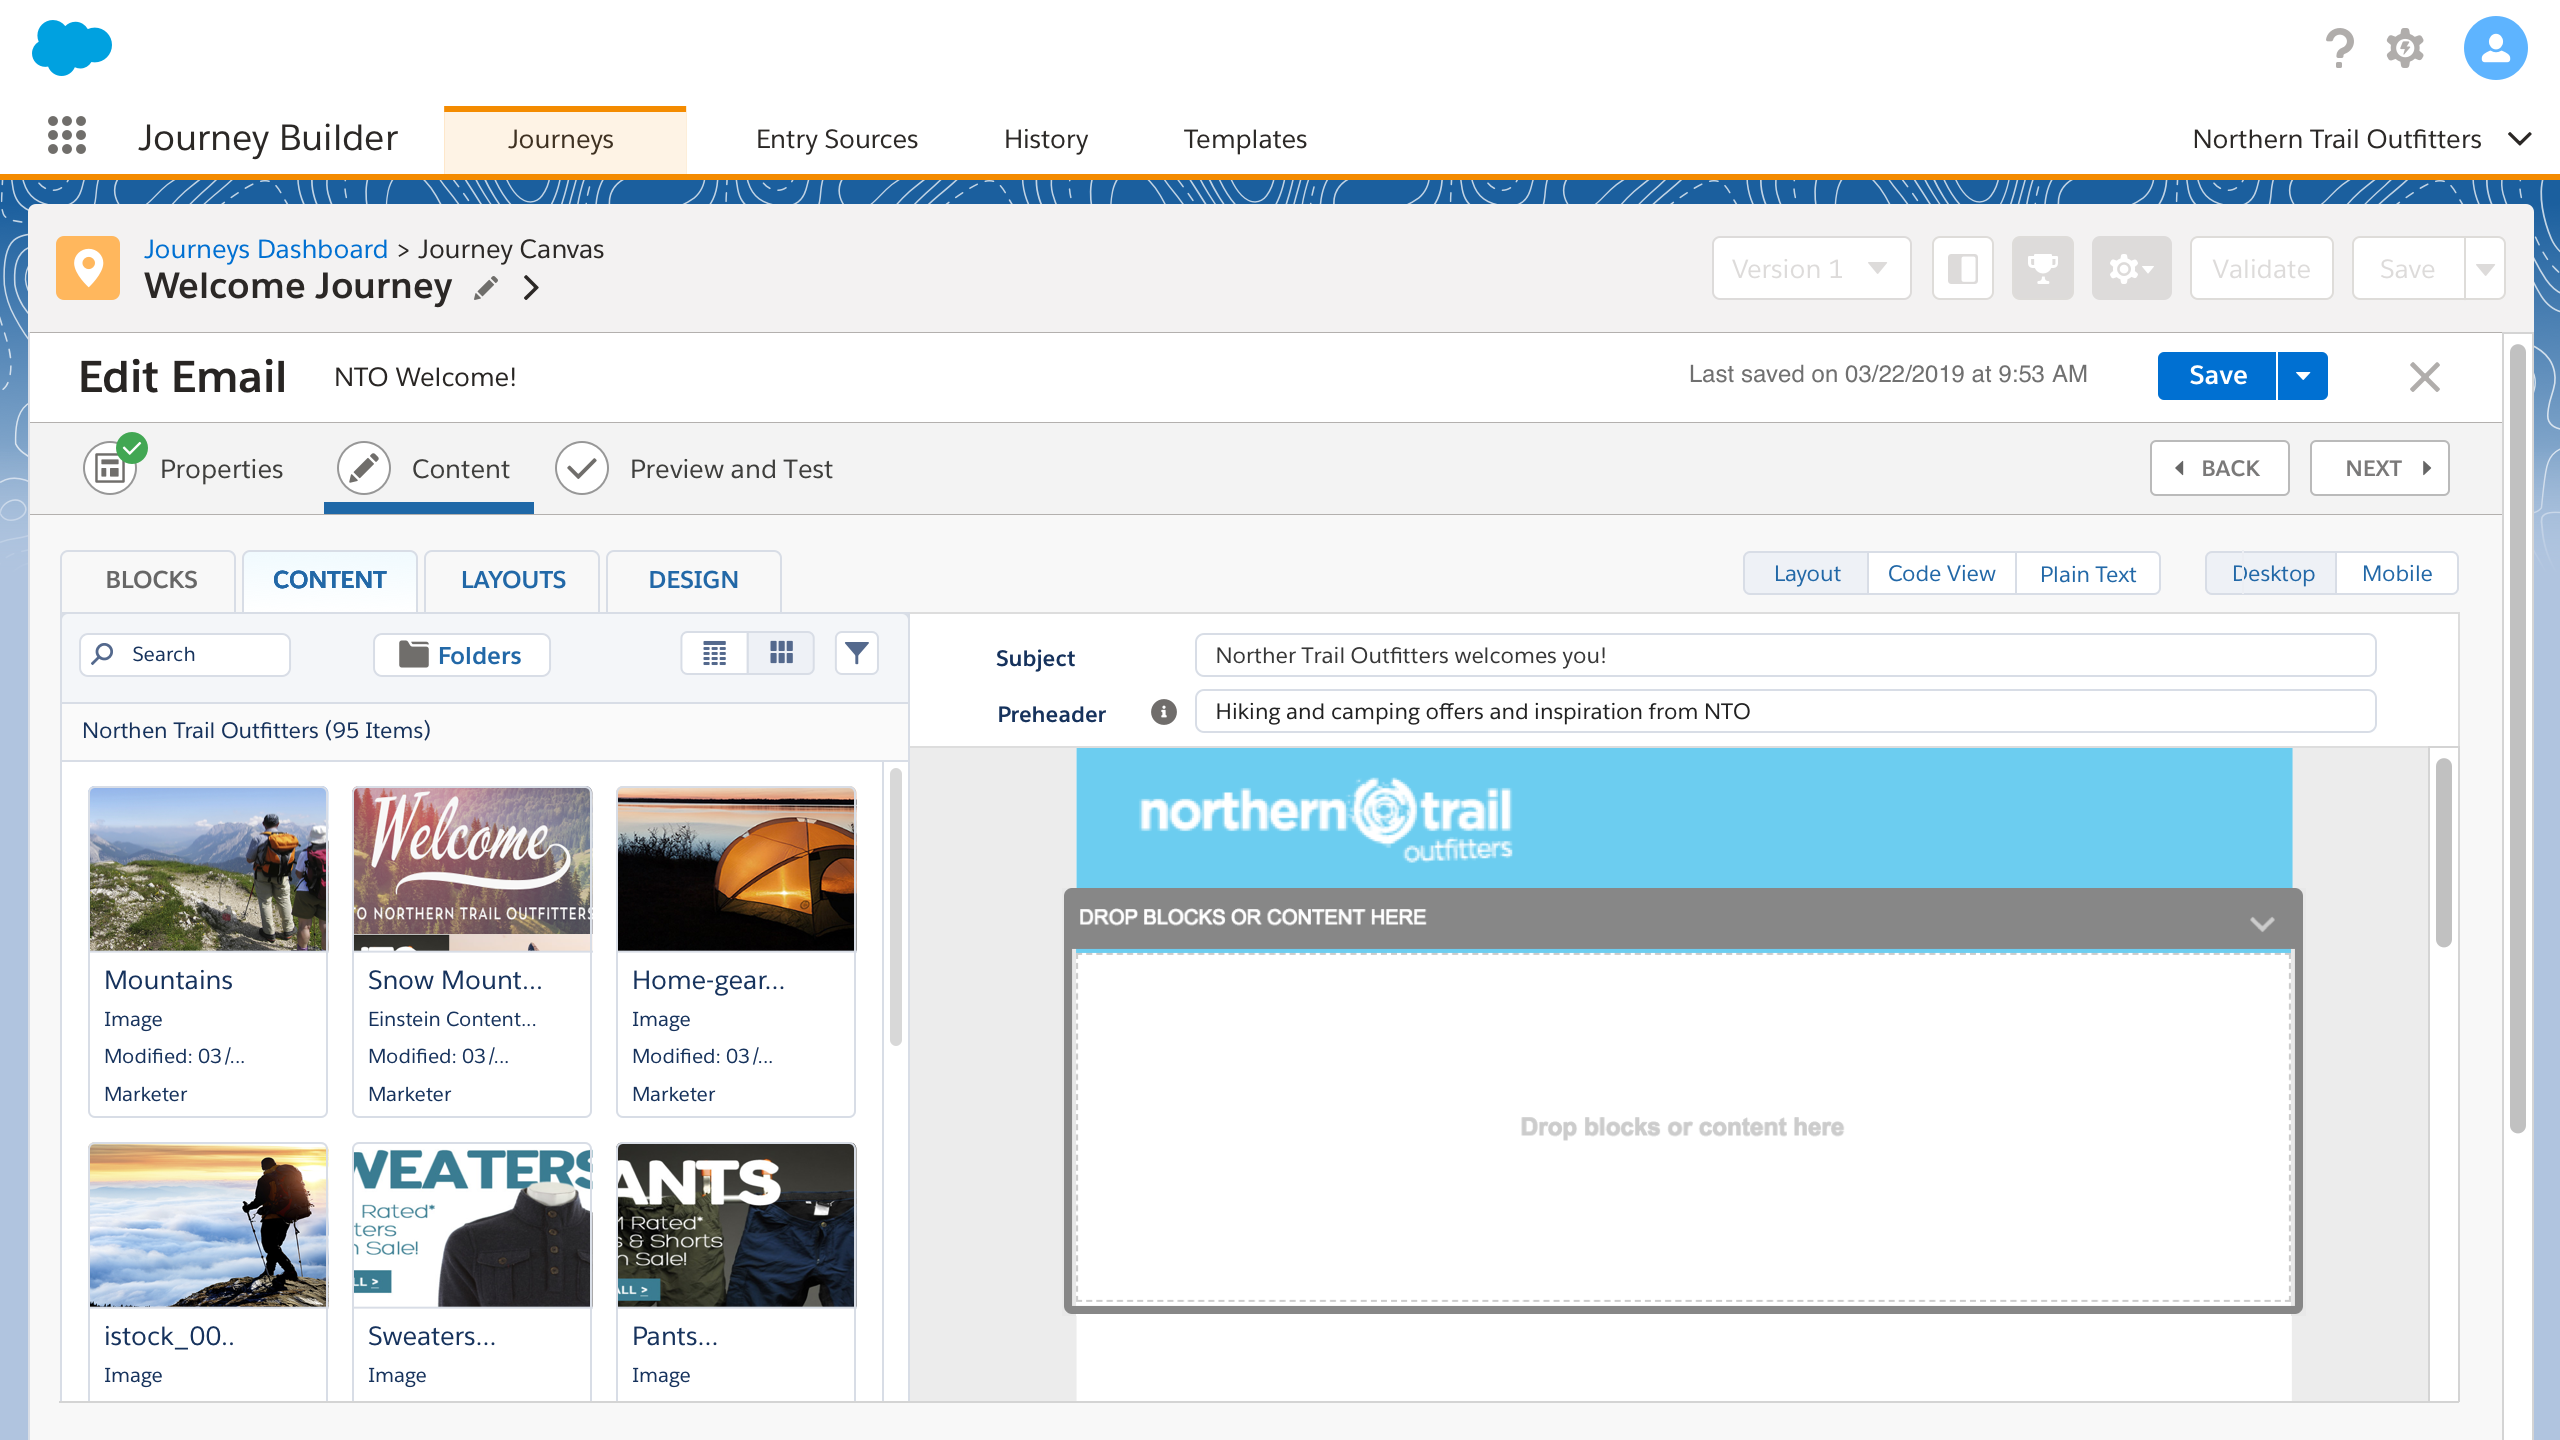 Journey Builder
Journeys
Entry Sources
History
Templates
Northern Trail Outfitters
Journeys Dashboard > Journey Canvas
Welcome Journey
Version 1
Validate
Save
Edit Email
NTO Welcome!
Last saved on 03/22/2019 at 9:53 AM
Save
Properties
Content
Preview and Test
BACK
NEXT
BLOCKS
CONTENT
LAYOUTS
DESIGN
Layout
Code View
Plain Text
Desktop
Mobile
Search
Folders
Northen Trail Outfitters (95 Items)
Subject
Norther Trail Outfitters welcomes you!
Preheader
Hiking and camping offers and inspiration from NTO
northern trail
outfitters
DROP BLOCKS OR CONTENT HERE
Drop blocks or content here
Welcome
O NORTHERN TRAIL OUTFITTERS
Mountains
Image
Modified: 03/...
Marketer
Snow Mount...
Einstein Content...
Modified: 03/...
Marketer
Home-gear...
Image
Modified: 03/...
Marketer
WEATERS
Rated*
ters
n Sale!
LL >
ANTS
M Rated*
s & Shorts
n Sale!
ALL >
istock_00..
Image
Sweaters...
Image
Pants...
Image